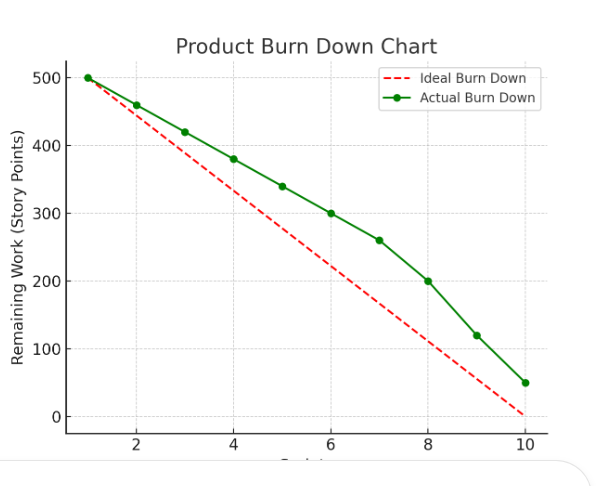 Product Burn Down Chart
Ideal Burn Down
Actual Burn Down
Remaining Work (Story Points)
500
400
300
200
100
0
2
4
6
8
10